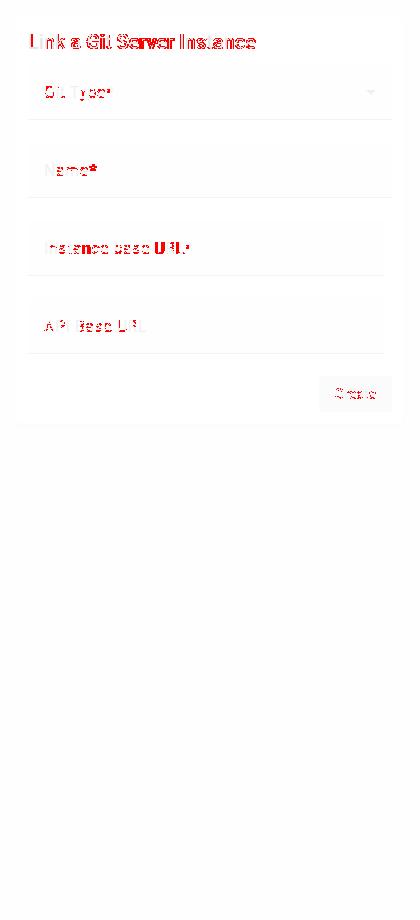 Link a Git Server Instance
Git Type*
Name*
Instance base URL*
API Base URL
Create